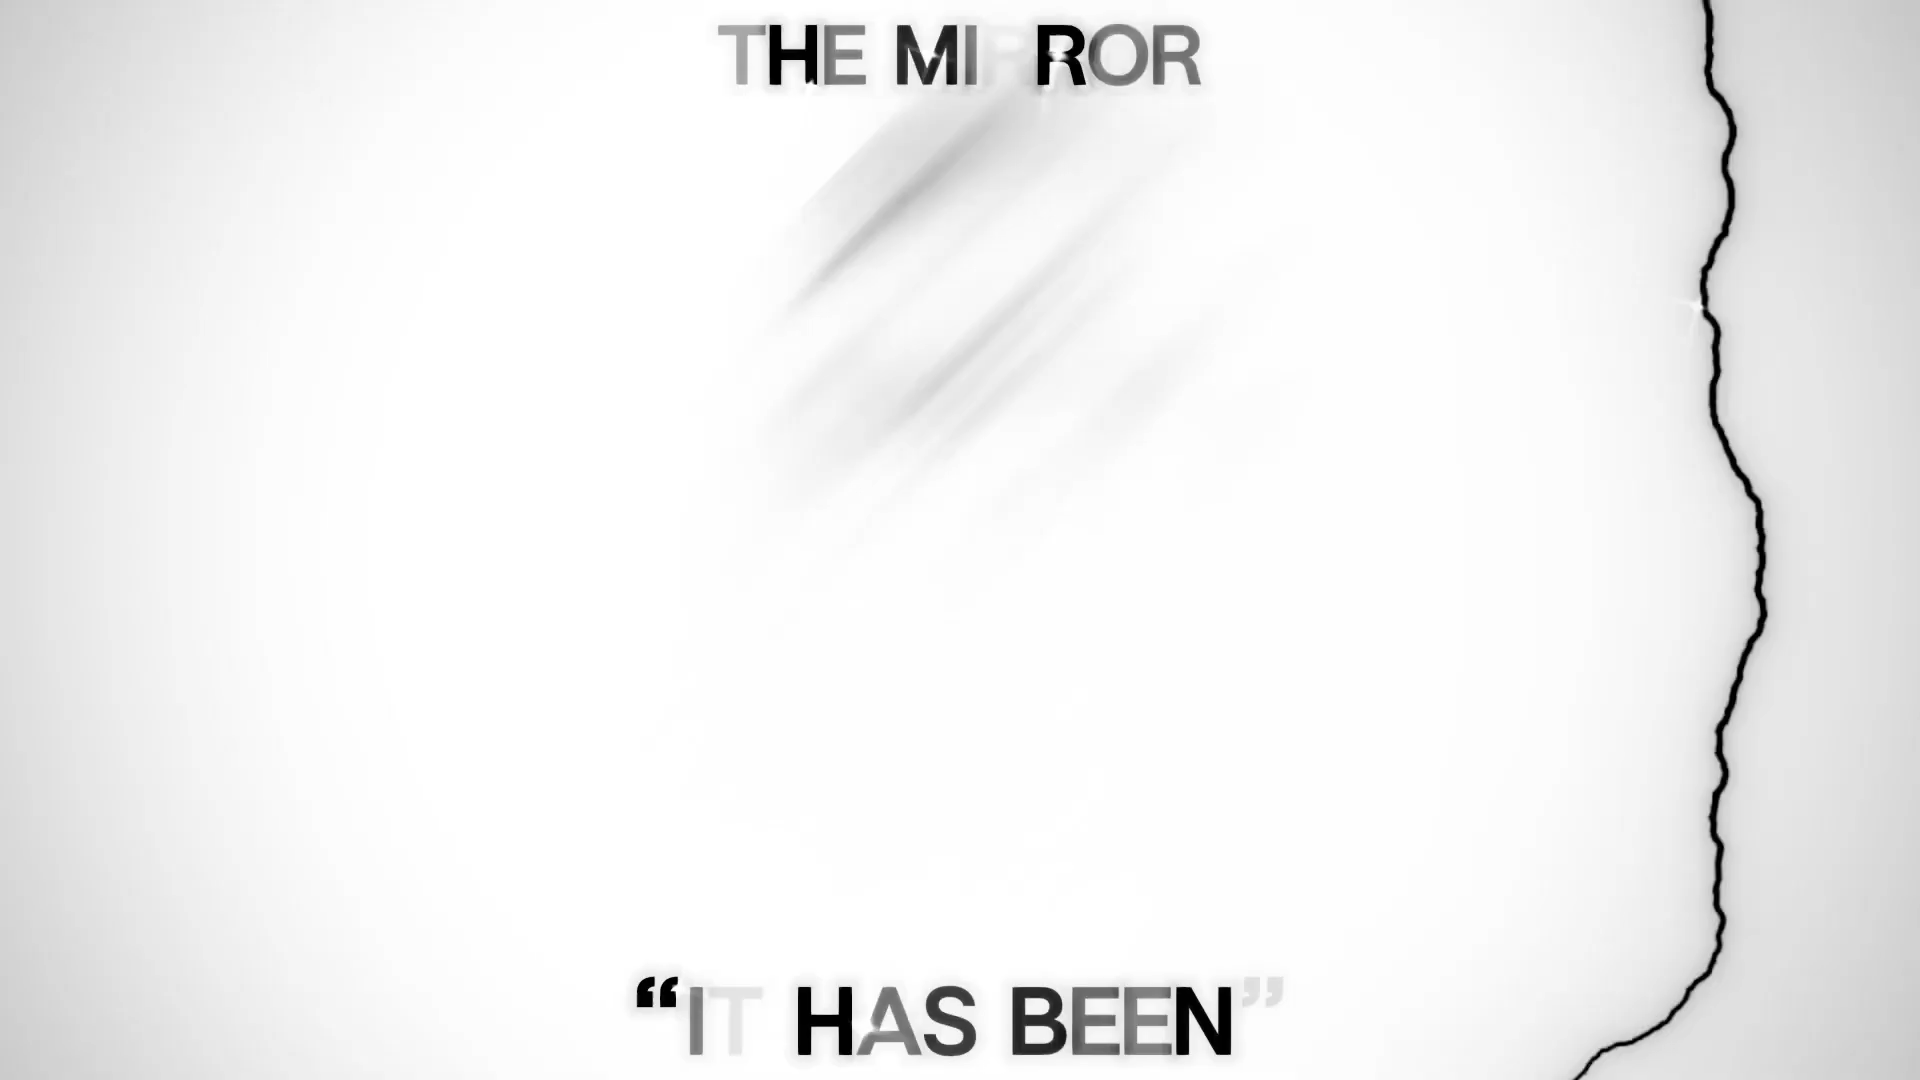 THE MIRROR
“IT HAS BEEN”